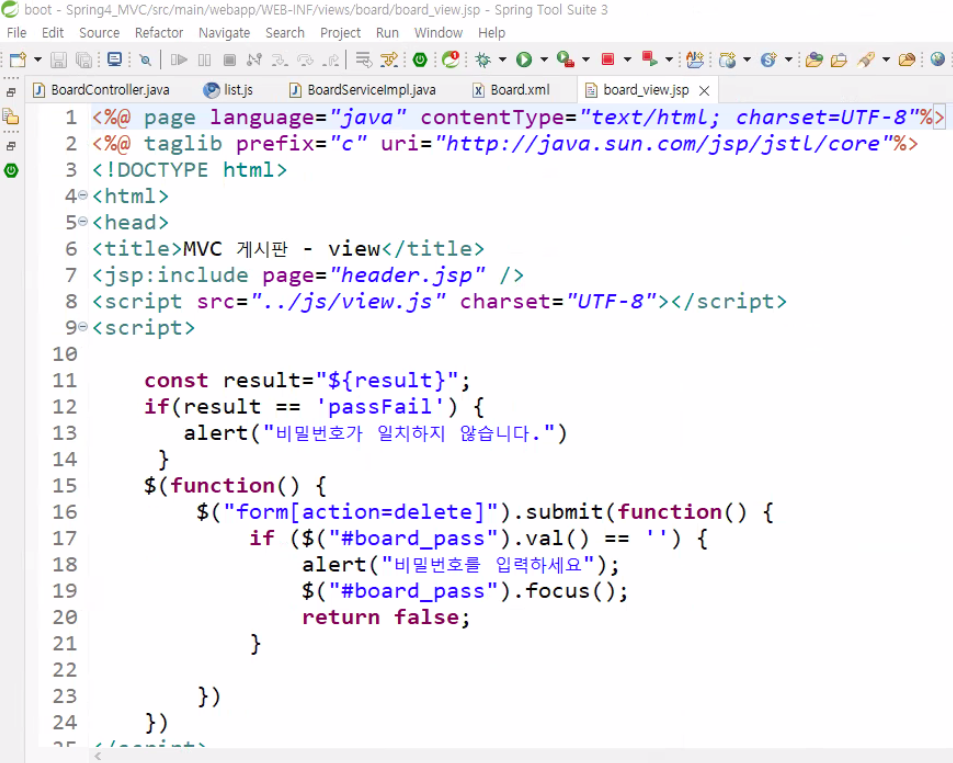 boot - Spring4_MVC/src/main/webapp/WEB-INF/views/board/board_view.jsp - Spring Tool Suite 3
File Edit Source Refactor Navigate Search Project Run Window Help
BoardController.java list.js BoardServiceImpl.java Board.xml board_view.jsp
1 <%@ page language="java" contentType="text/html; charset=UTF-8"%>
2 <%@ taglib prefix="c" uri="http://java.sun.com/jsp/jstl/core"%>
3 <!DOCTYPE html>
4 <html>
5 <head>
6 <title>MVC 게시판 - view</title>
7 <jsp:include page="header.jsp" />
8 <script src="../js/view.js" charset="UTF-8"></script>
9 <script>
10
11 const result="${result}";
12 if(result == 'passFail') {
13 alert("비밀번호가 일치하지 않습니다.")
14 }
15 $(function() {
16 $("form[action=delete]").submit(function() {
17 if ($("#board_pass").val() == '') {
18 alert("비밀번호를 입력하세요");
19 $("#board_pass").focus();
20 return false;
21 }
22
23 })
24 })
25 </script>